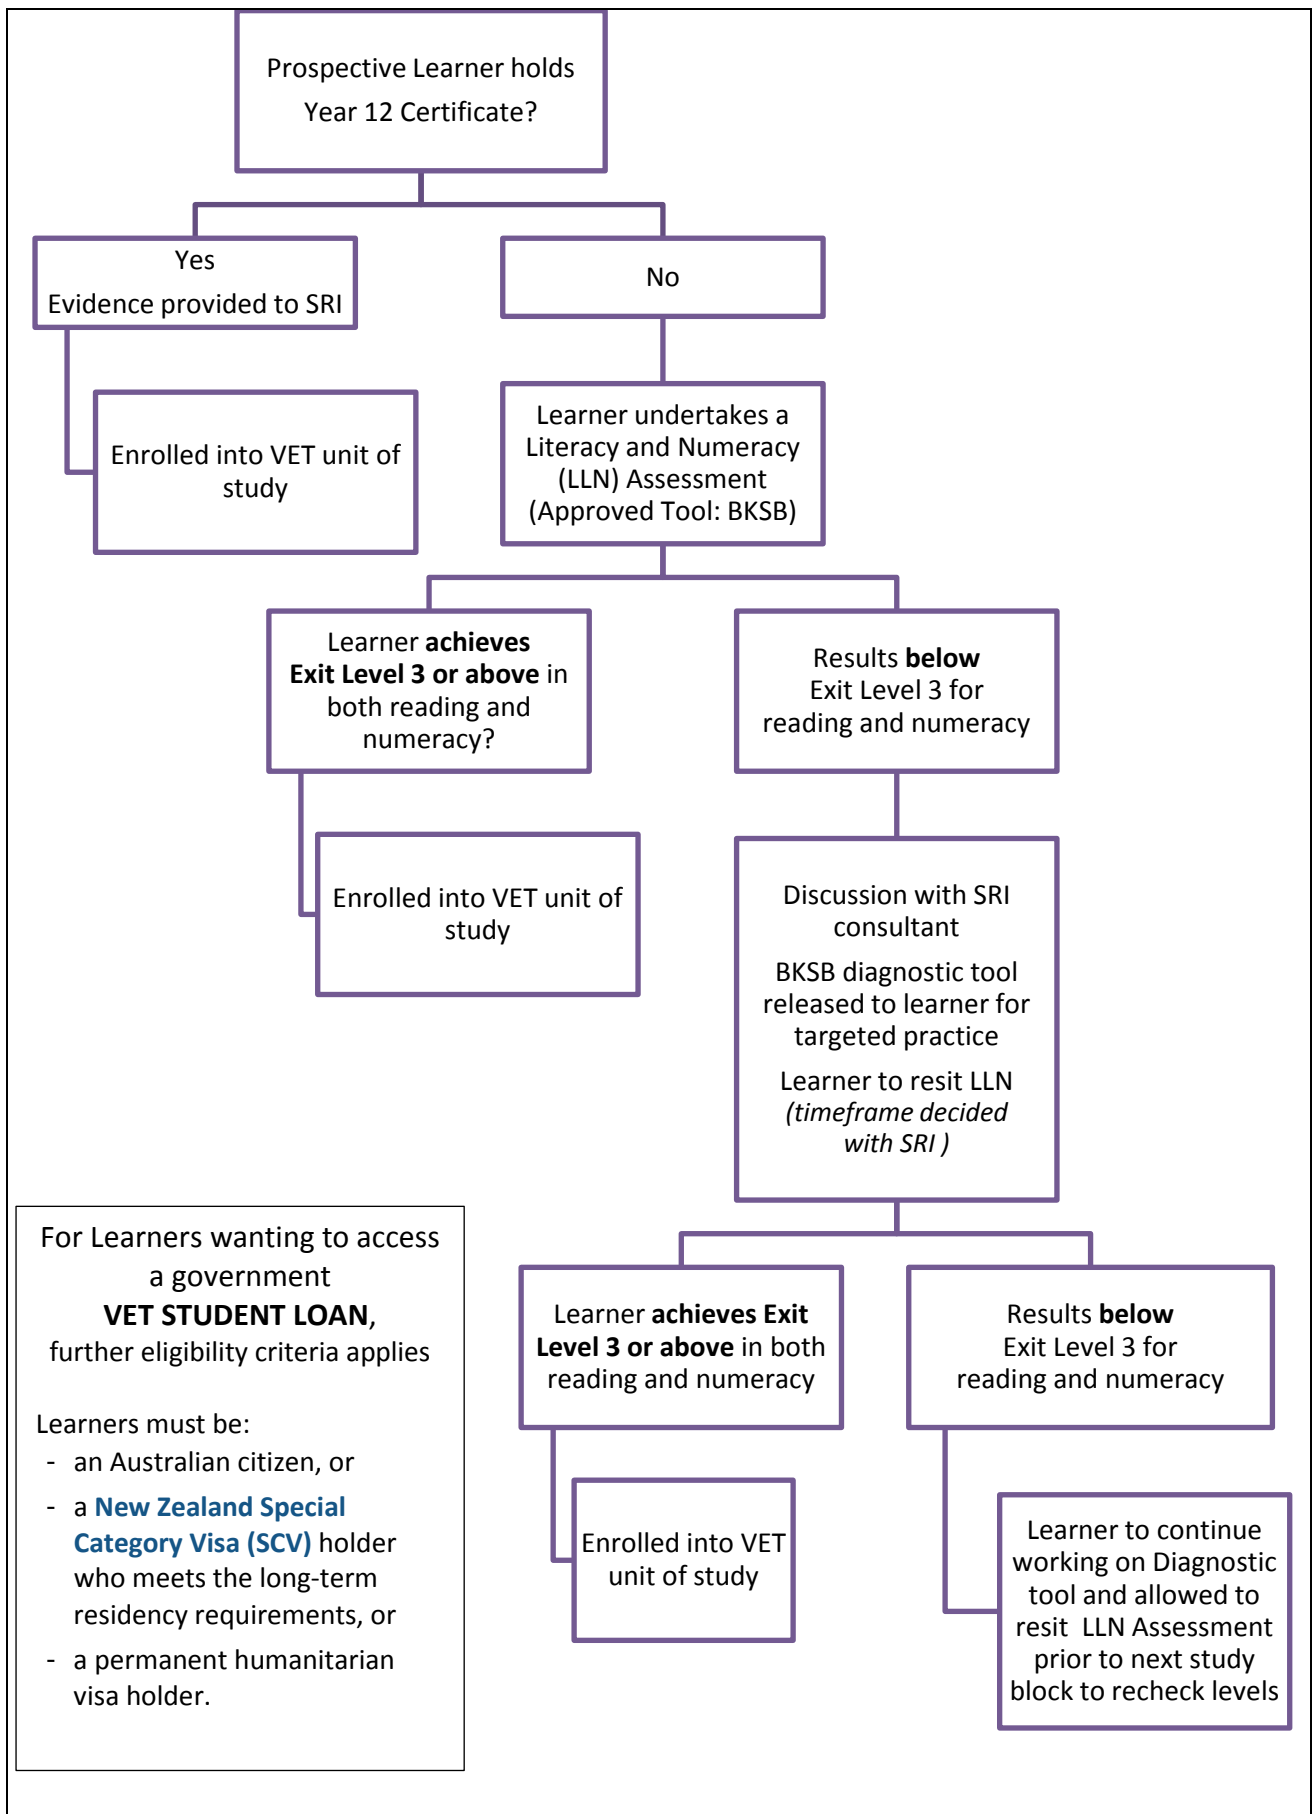 Prospective Learner holds
Year 12 Certificate?
Yes
Evidence provided to SRI
No
Enrolled into VET unit of
study
Learner undertakes a
Literacy and Numeracy
(LLN) Assessment
(Approved Tool: BKSB)
Learner achieves
Exit Level 3 or above in
both reading and
numeracy?
Results below
Exit Level 3 for
reading and numeracy
Enrolled into VET unit of
study
Discussion with SRI
consultant
BKSB diagnostic tool
released to learner for
targeted practice
Learner to resit LLN
(timeframe decided
with SRI )
Learner achieves Exit
Level 3 or above in both
reading and numeracy
Results below
Exit Level 3 for
reading and numeracy
Enrolled into VET
unit of study
Learner to continue
working on Diagnostic
tool and allowed to
resit LLN Assessment
prior to next study
block to recheck levels
For Learners wanting to access
a government
VET STUDENT LOAN,
further eligibility criteria applies
Learners must be:
- an Australian citizen, or
- a New Zealand Special
Category Visa (SCV) holder
who meets the long-term
residency requirements, or
- a permanent humanitarian
visa holder.